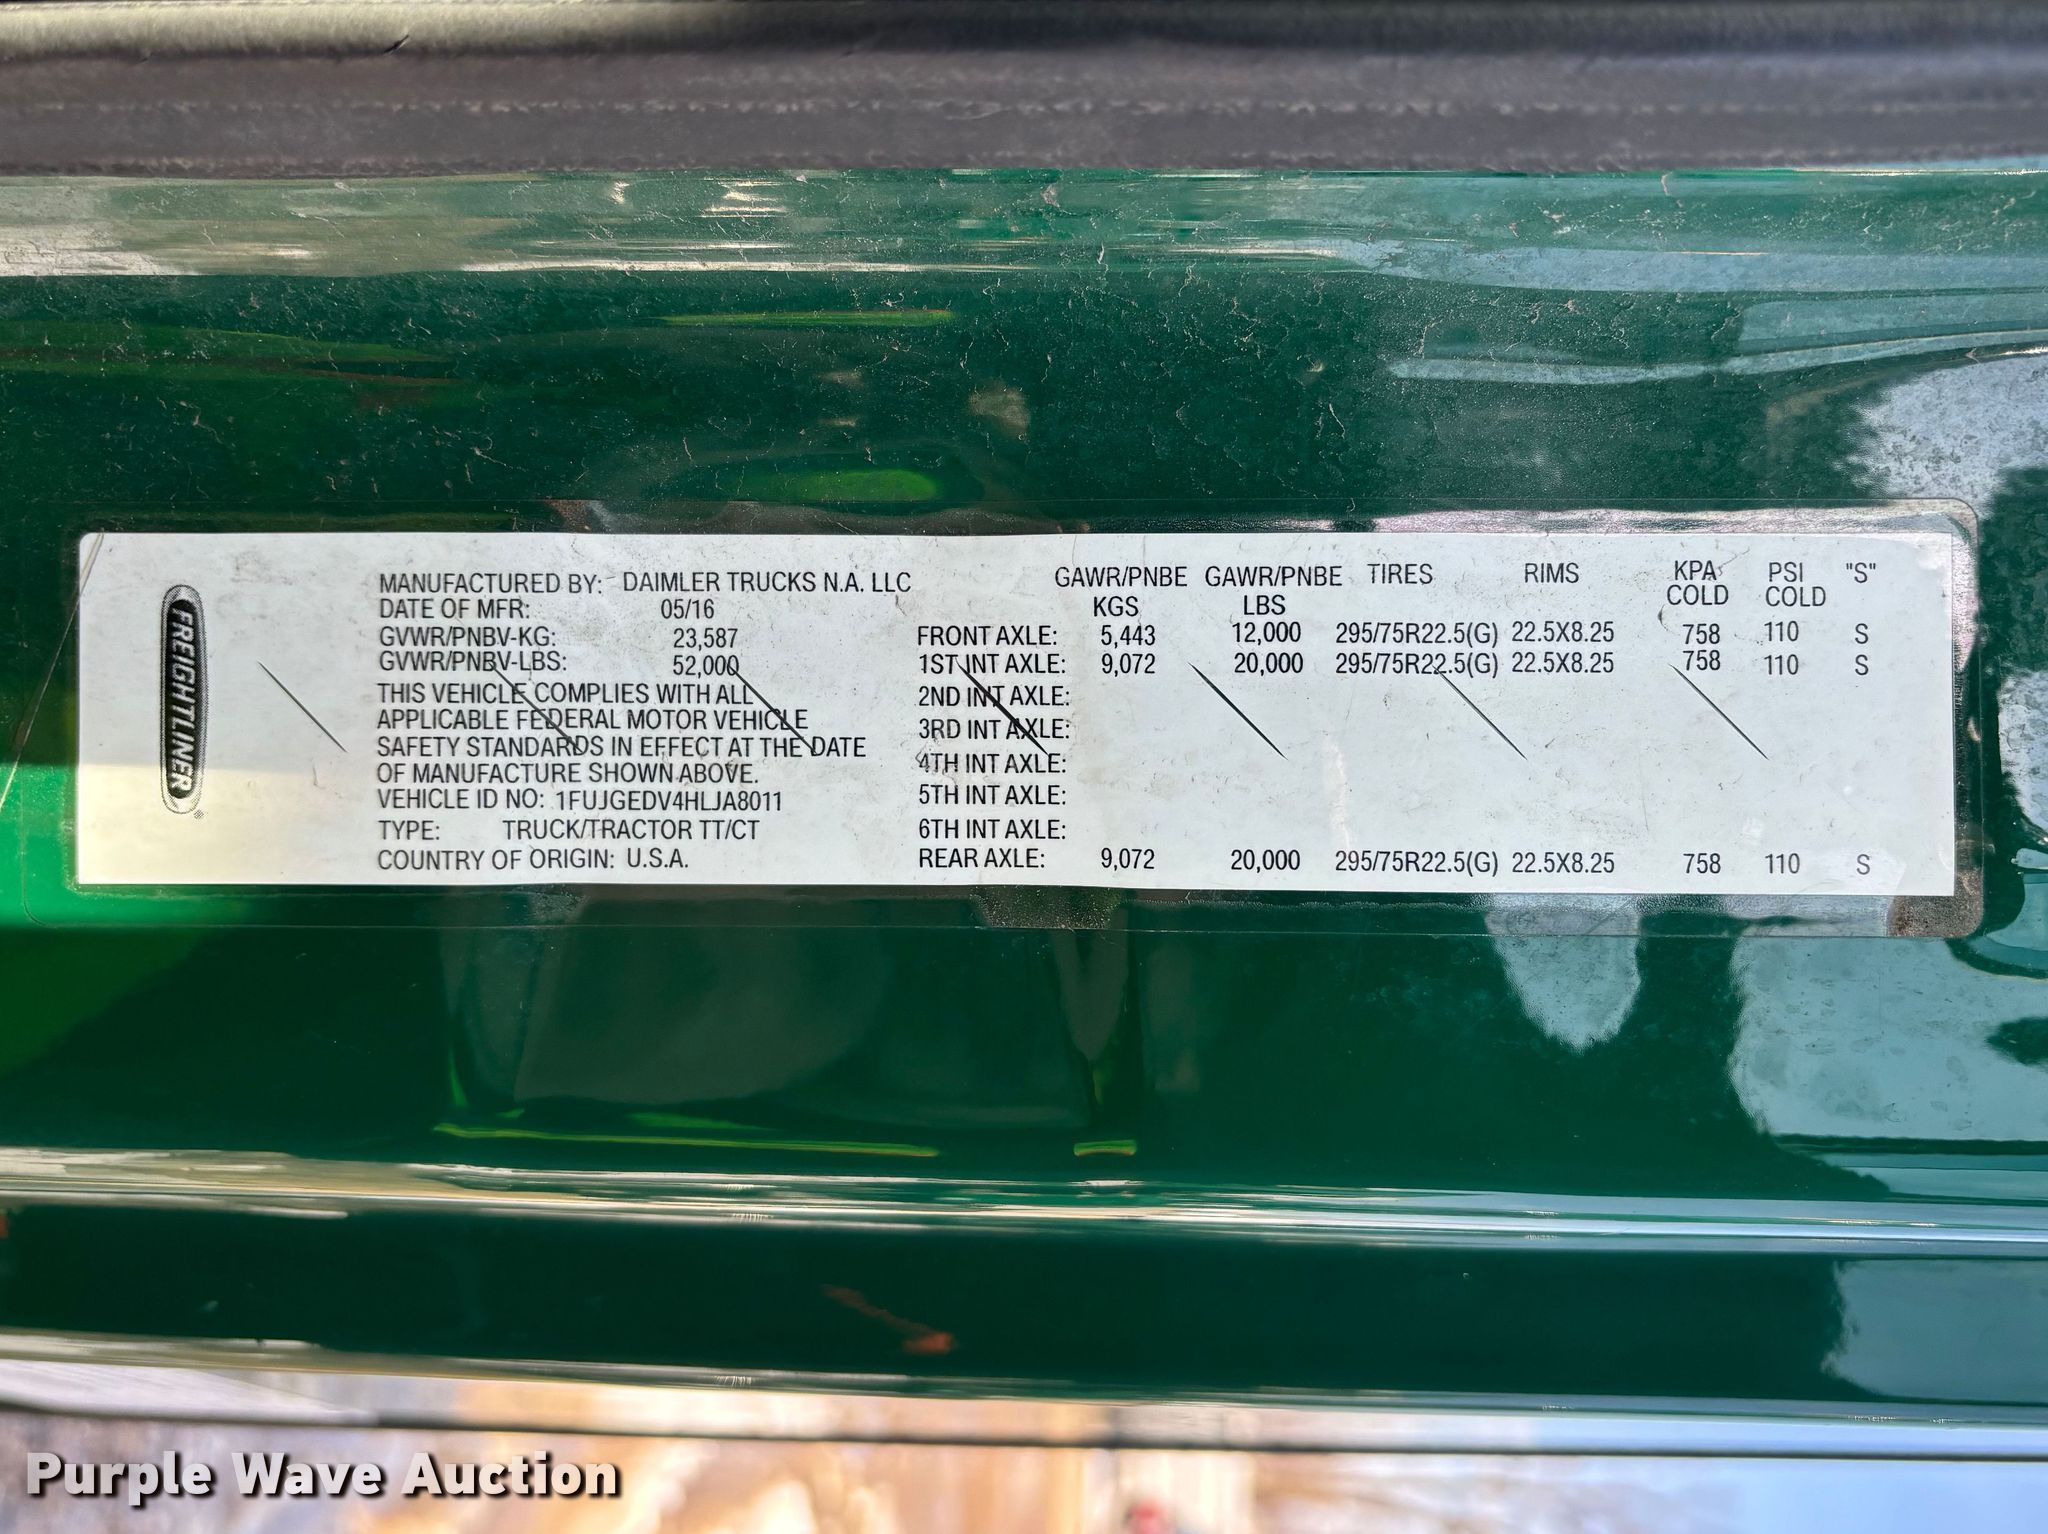 FREIGHTLINER
®
MANUFACTURED BY: DAIMLER TRUCKS N.A. LLC
DATE OF MFR: 05/16
GVWR/PNBV-KG: 23,587
GVWR/PNBV-LBS: 52,000
THIS VEHICLE COMPLIES WITH ALL
APPLICABLE FEDERAL MOTOR VEHICLE
SAFETY STANDARDS IN EFFECT AT THE DATE
OF MANUFACTURE SHOWN ABOVE.
VEHICLE ID NO: 1FUJGEDV4HLJA8011
TYPE: TRUCK/TRACTOR TT/CT
COUNTRY OF ORIGIN: U.S.A.
GAWR/PNBE GAWR/PNBE TIRES RIMS KPA PSI "S"
KGS LBS COLD COLD
FRONT AXLE: 5,443 12,000 295/75R22.5(G) 22.5X8.25 758 110 S
1ST INT AXLE: 9,072 20,000 295/75R22.5(G) 22.5X8.25 758 110 S
2ND INT AXLE:
3RD INT AXLE:
4TH INT AXLE:
5TH INT AXLE:
6TH INT AXLE:
REAR AXLE: 9,072 20,000 295/75R22.5(G) 22.5X8.25 758 110 S
Purple Wave Auction